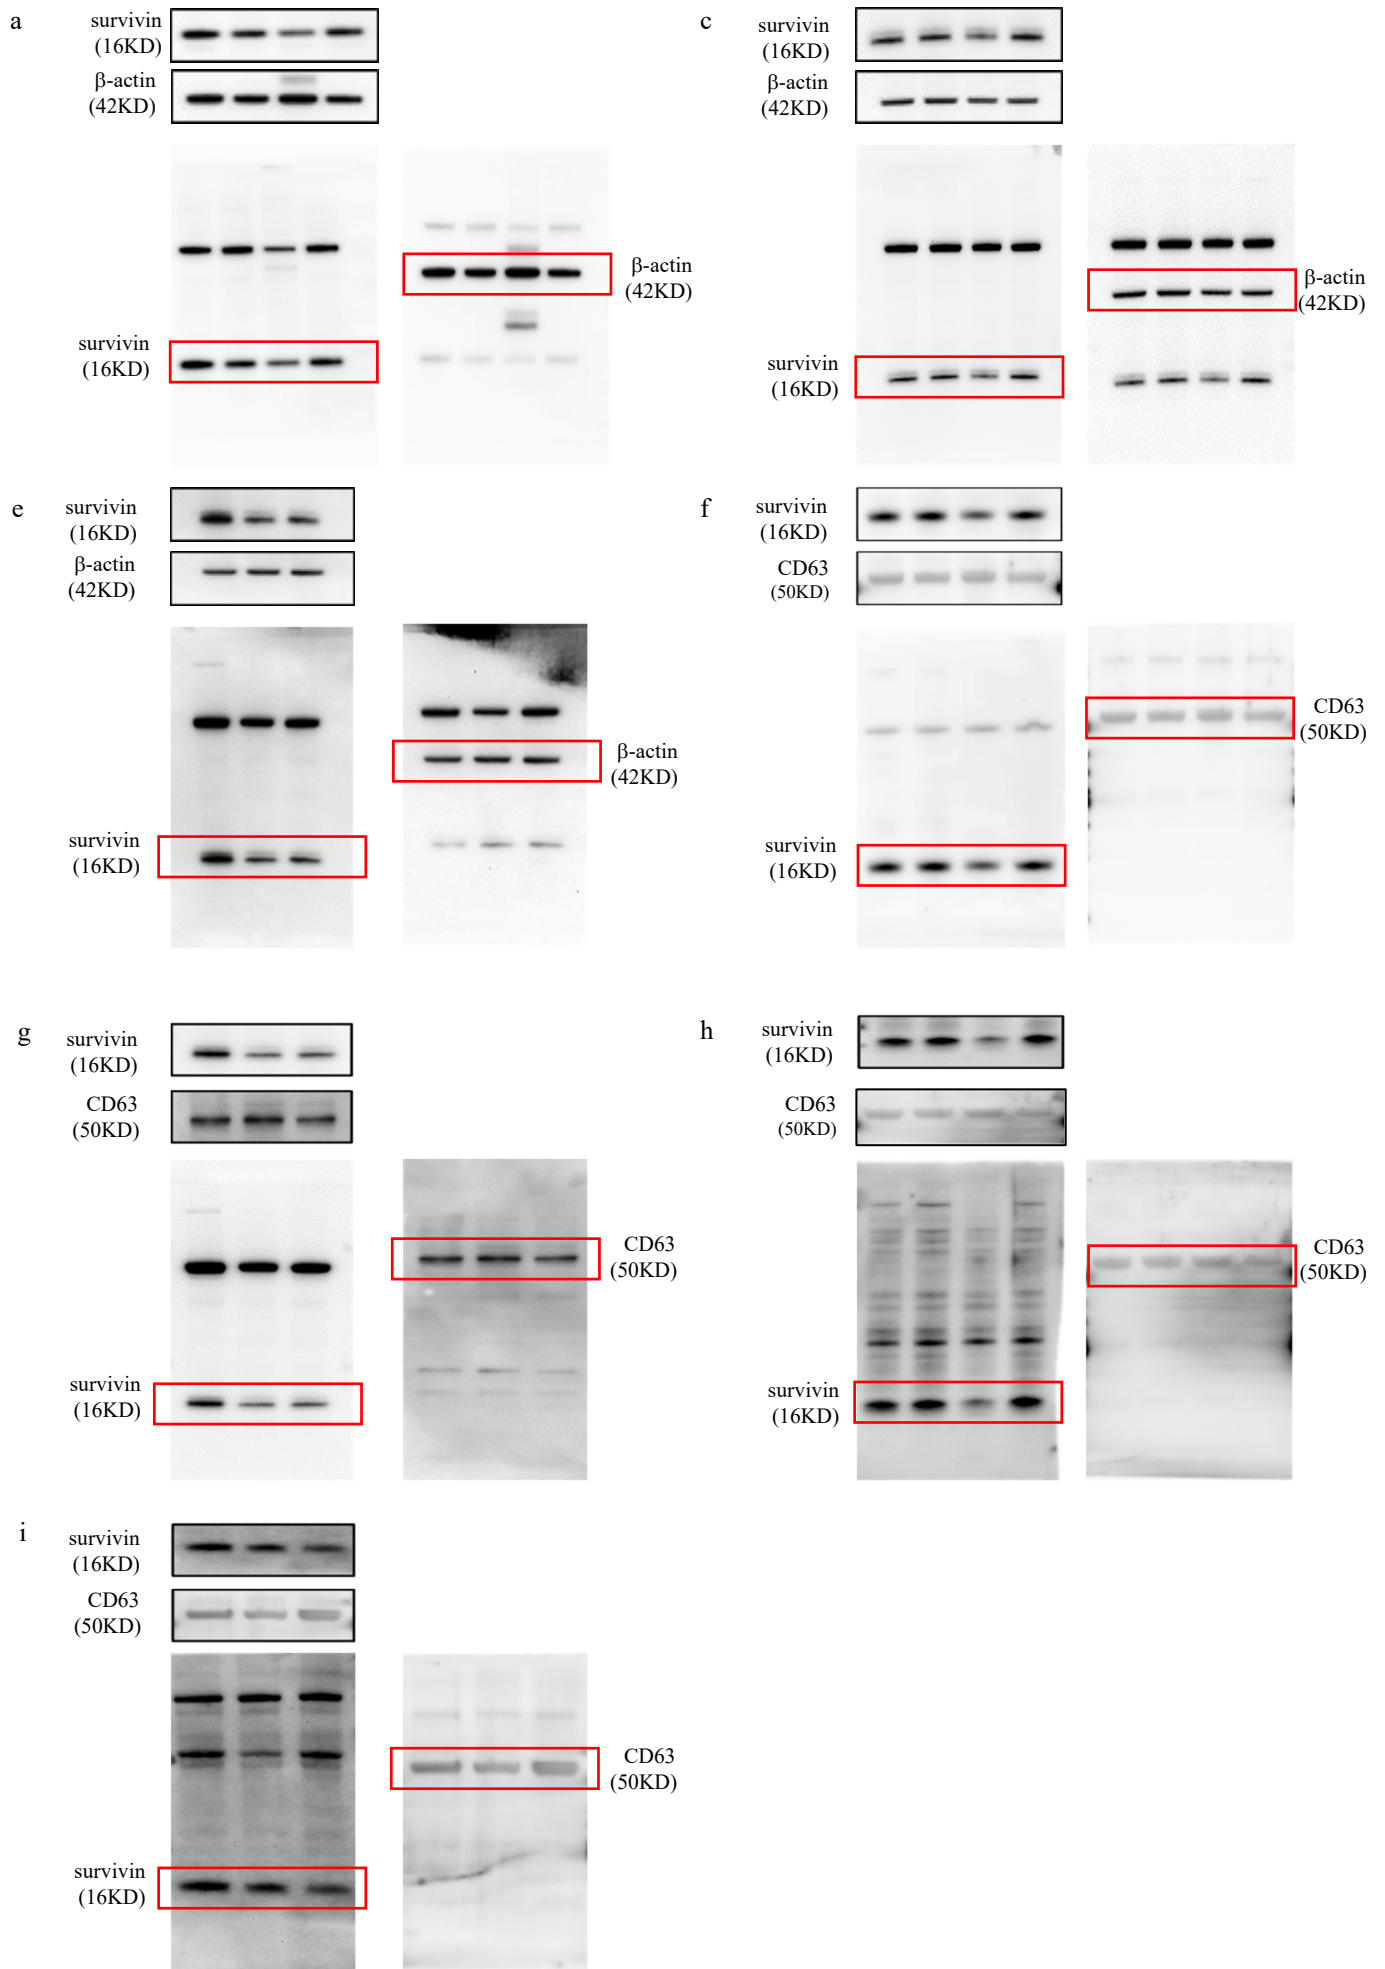 a
survivin
(16KD)
β-actin
(42KD)
survivin
(16KD)
β-actin
(42KD)
c
survivin
(16KD)
β-actin
(42KD)
survivin
(16KD)
β-actin
(42KD)
e
survivin
(16KD)
β-actin
(42KD)
survivin
(16KD)
β-actin
(42KD)
f
survivin
(16KD)
CD63
(50KD)
survivin
(16KD)
CD63
(50KD)
g
survivin
(16KD)
CD63
(50KD)
survivin
(16KD)
CD63
(50KD)
h
survivin
(16KD)
CD63
(50KD)
survivin
(16KD)
CD63
(50KD)
i
survivin
(16KD)
CD63
(50KD)
survivin
(16KD)
CD63
(50KD)